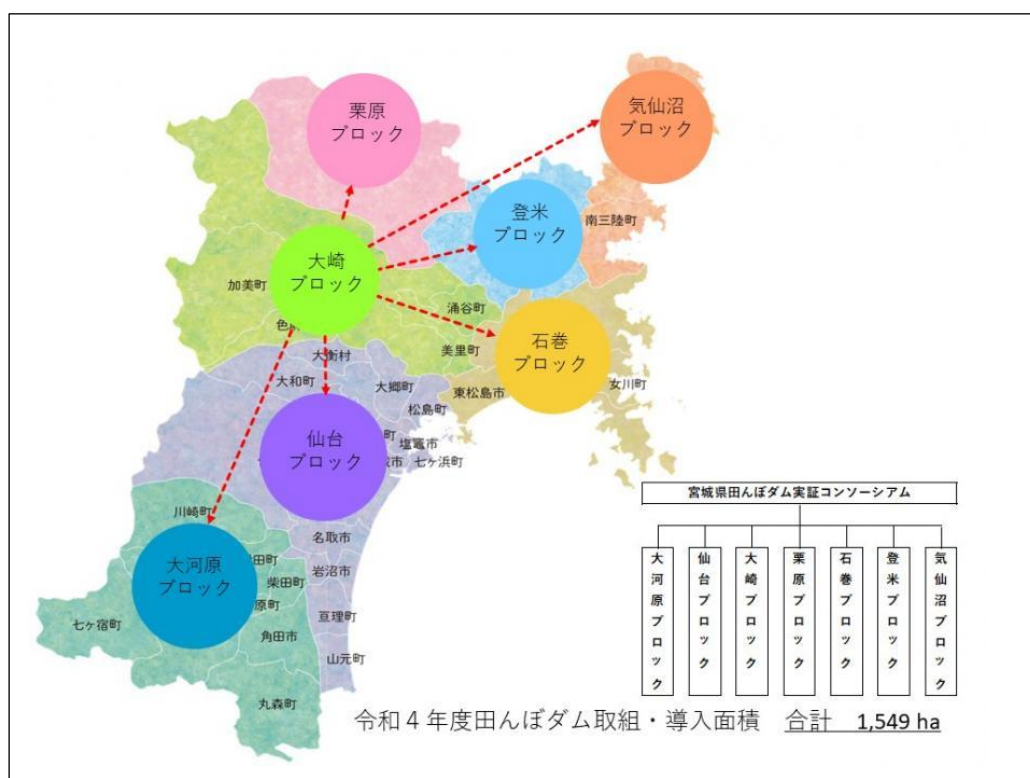 栗原
ブロック
気仙沼
ブロック
登米
ブロック
南三陸町
大崎
ブロック
加美町
涌谷町
色
美里町
石巻
ブロック
大衡村
大和町
大郷町
東松島市
女川町
松島町
仙台
ブロック
町
塩竈市
市
七ヶ浜町
川崎町
名取市
大河原
ブロック
田町
岩沼市
柴田町
原町
七ヶ宿町
角田市
亘理町
山元町
丸森町
宮城県田んぼダム実証コンソーシアム
大河原ブロック
仙台ブロック
大崎ブロック
栗原ブロック
石巻ブロック
登米ブロック
気仙沼ブロック
令和4年度田んぼダム取組・導入面積 合計 1,549 ha